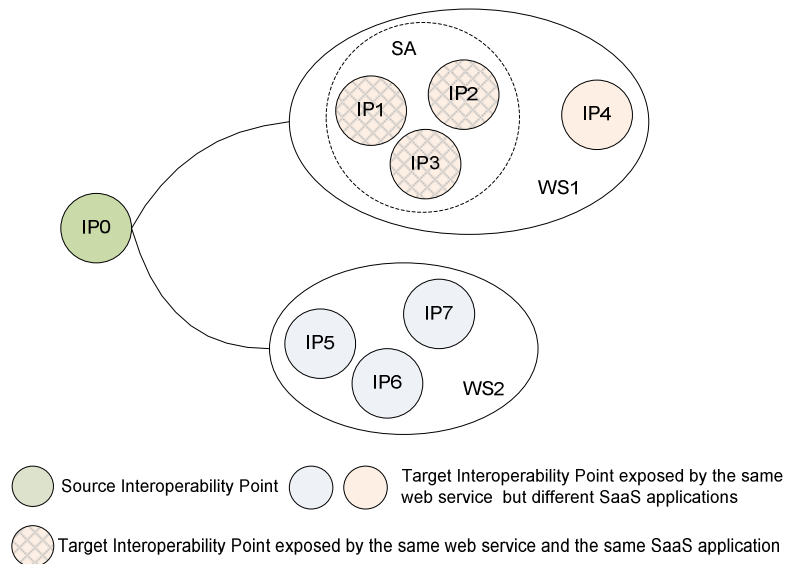 SA
IP1
IP2
IP4
IP3
WS1
IP0
IP7
IP5
IP6
WS2
Source Interoperability Point
Target Interoperability Point exposed by the same
web service but different SaaS applications
Target Interoperability Point exposed by the same web service and the same SaaS application